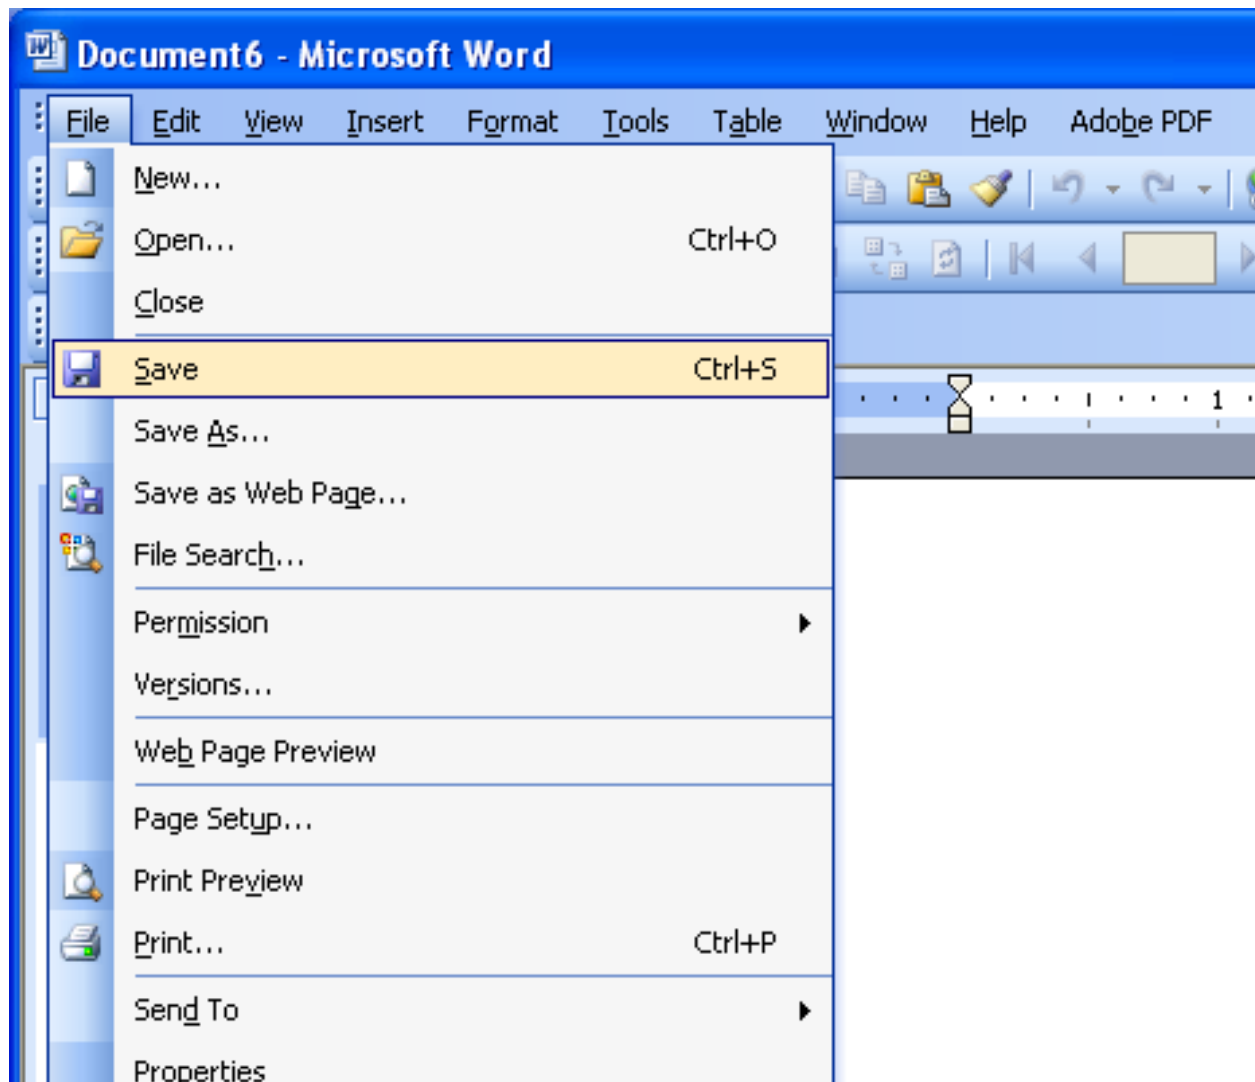 Document6 - Microsoft Word
File Edit View Insert Format Tools Table Window Help Adobe PDF
New...
Open... Ctrl+O
Close
Save Ctrl+S
Save As...
Save as Web Page...
File Search...
Permission
Versions...
Web Page Preview
Page Setup...
Print Preview
Print... Ctrl+P
Send To
Properties
1